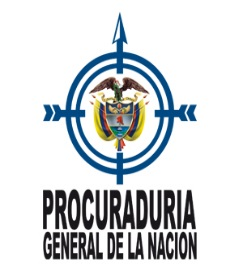 PROCURADURIA
GENERAL DE LA NACION